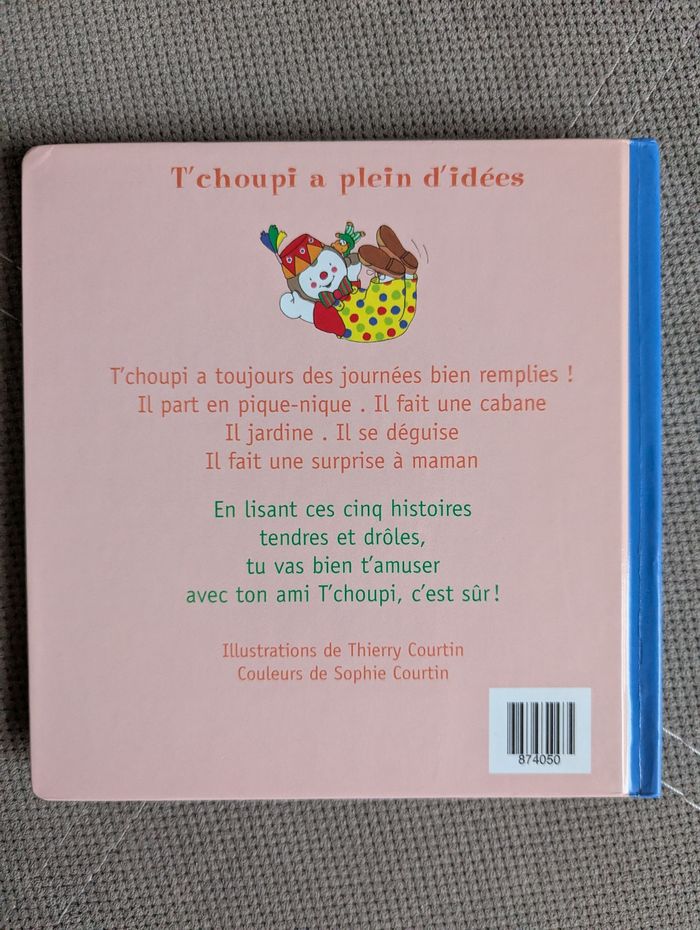 T'choupi a plein d'idées
T'choupi a toujours des journées bien remplies !
Il part en pique-nique . Il fait une cabane
Il jardine . Il se déguise
Il fait une surprise à maman
En lisant ces cinq histoires
tendres et drôles,
tu vas bien t'amuser
avec ton ami T'choupi, c'est sûr !
Illustrations de Thierry Courtin
Couleurs de Sophie Courtin
874050